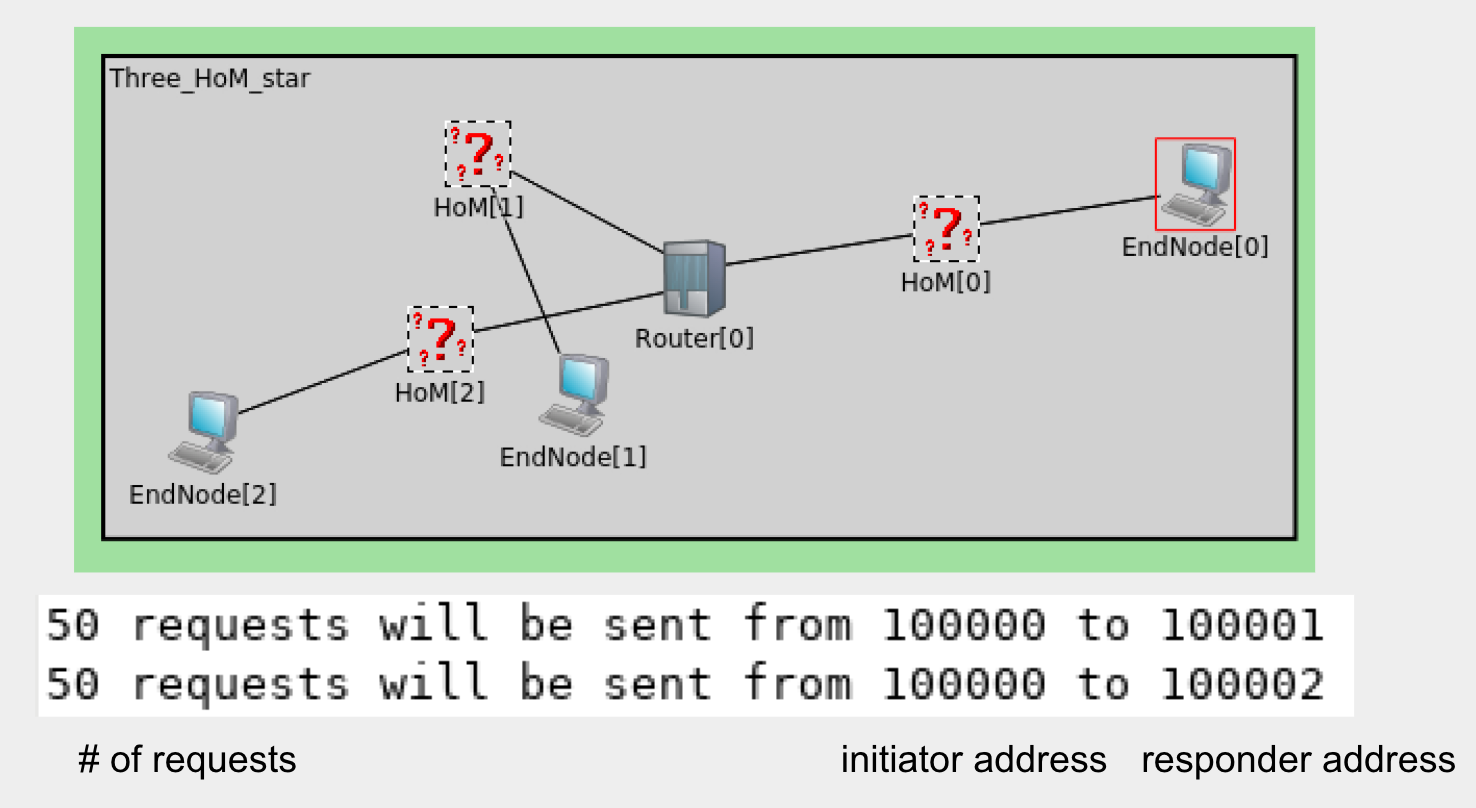 Three_HoM_star
HoM[1]
EndNode[0]
HoM[0]
Router[0]
HoM[2]
EndNode[1]
EndNode[2]
50 requests will be sent from 100000 to 100001
50 requests will be sent from 100000 to 100002
# of requests initiator address responder address